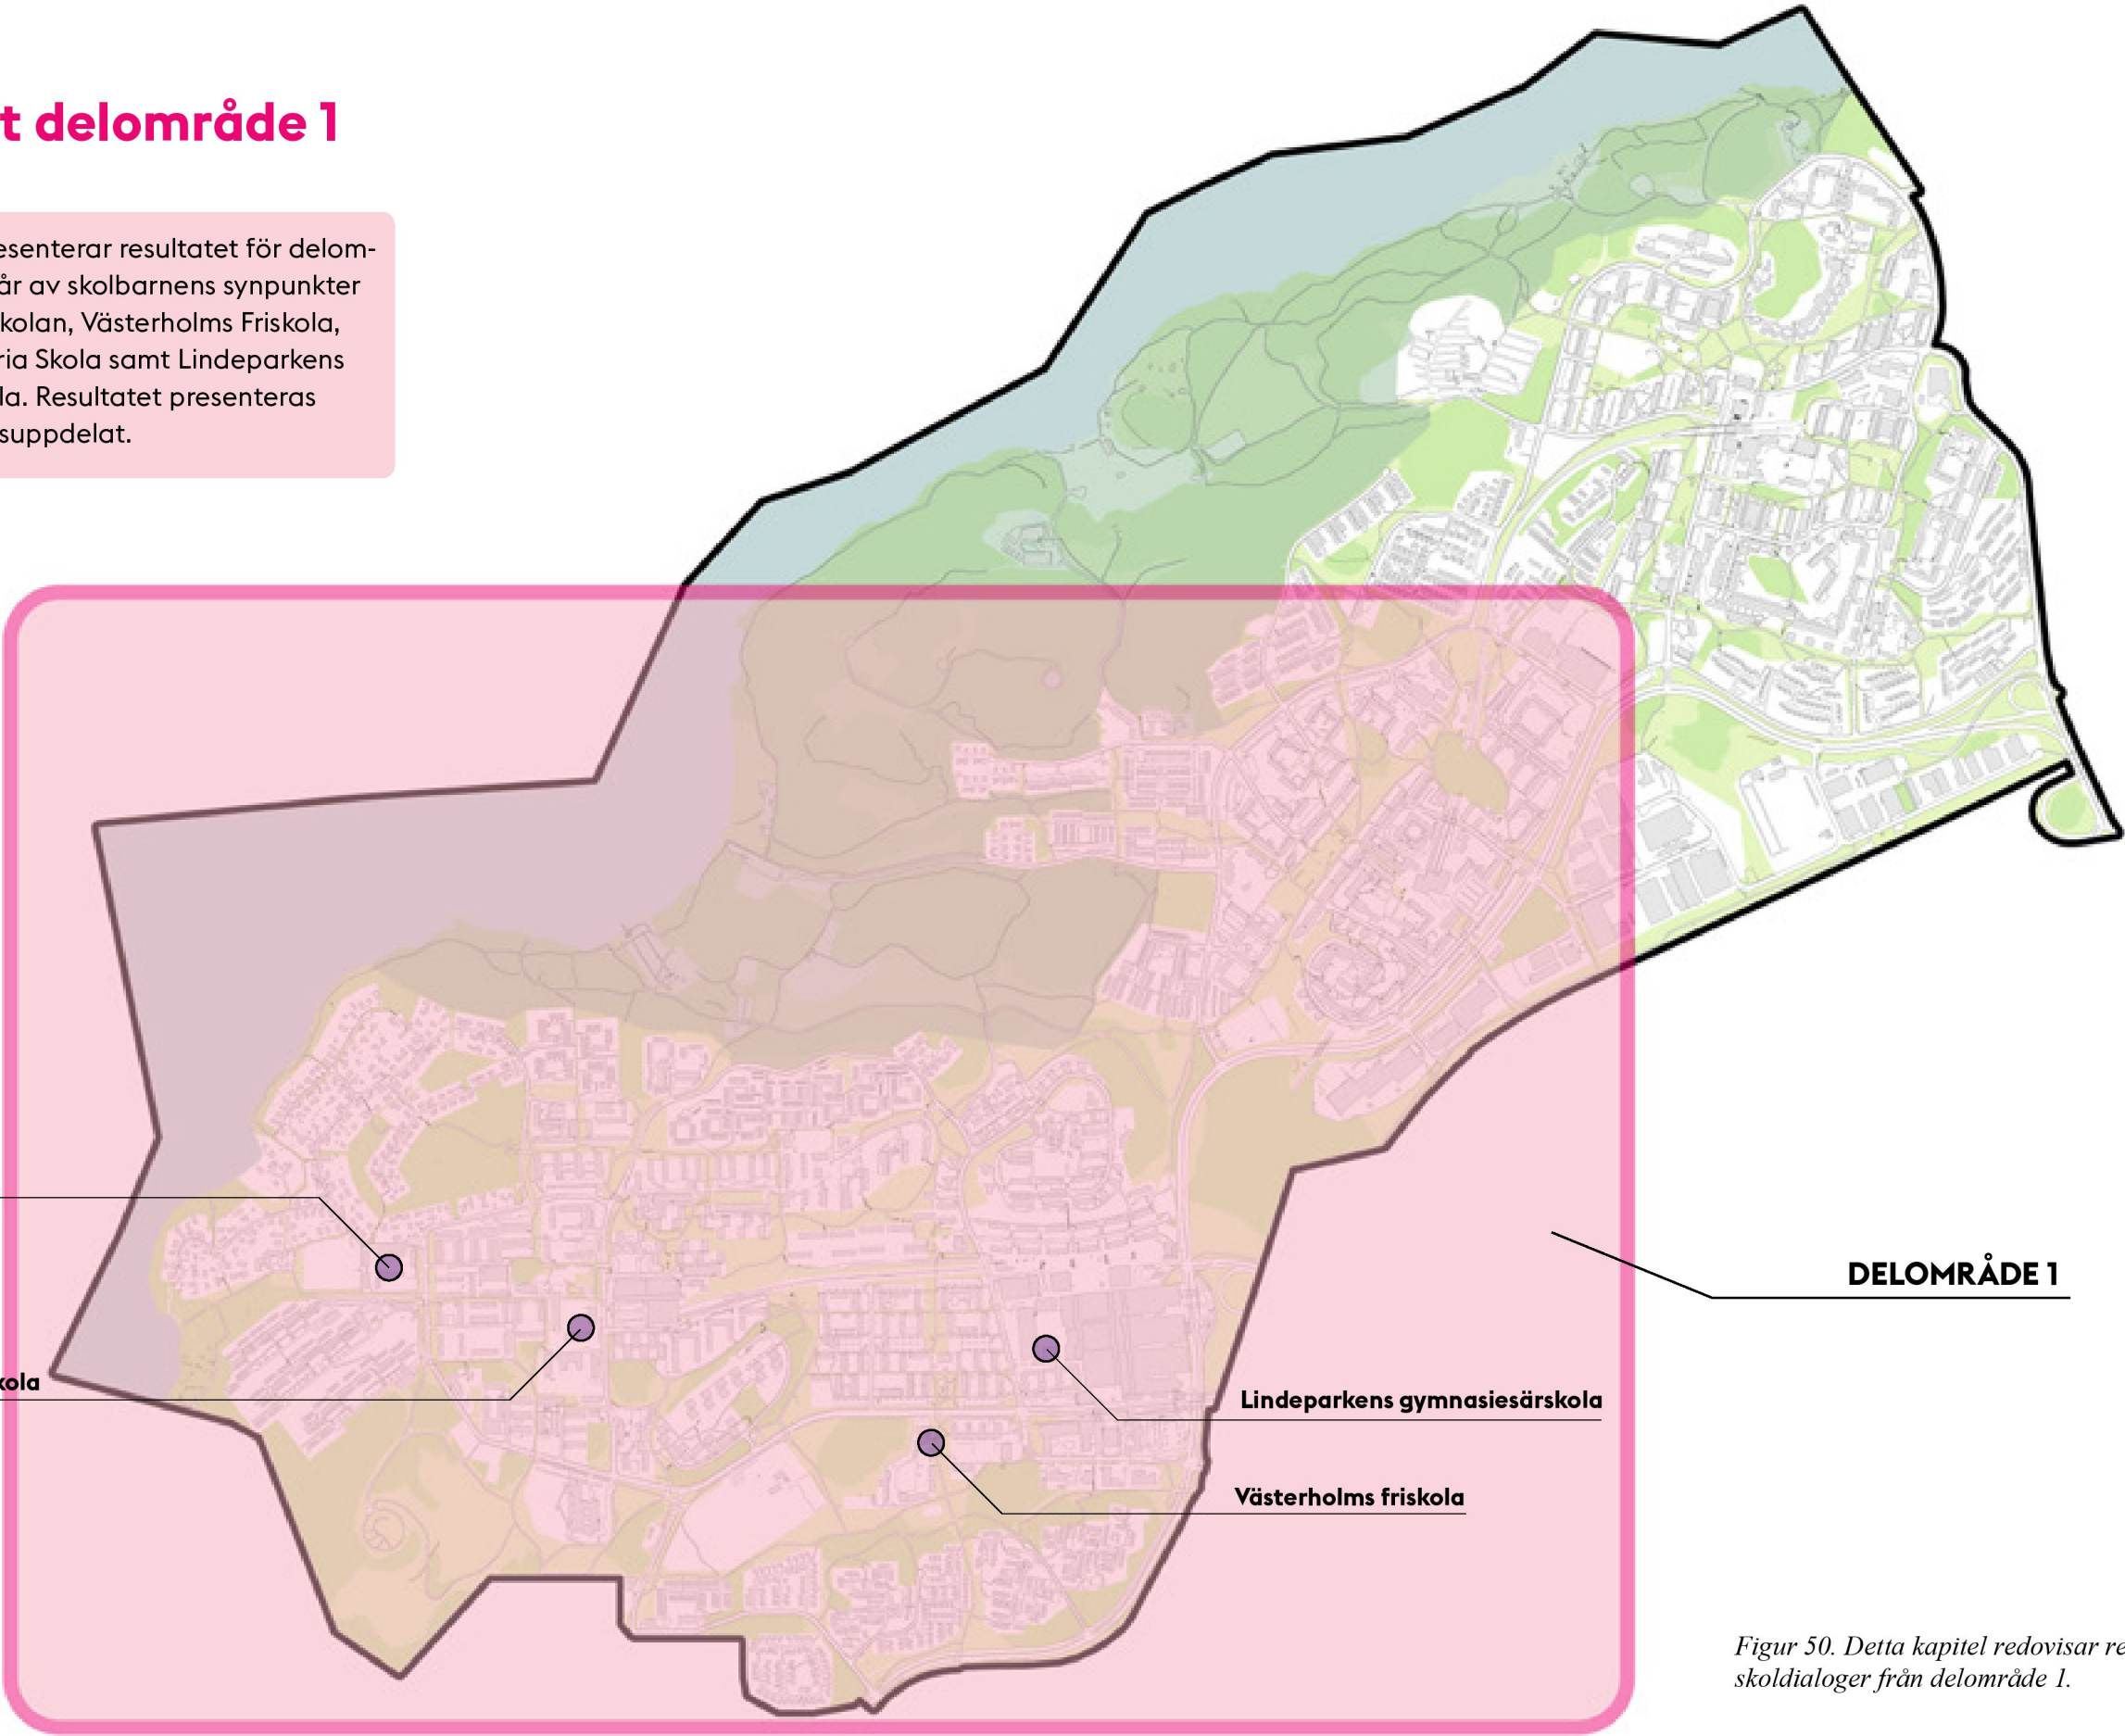 t delområde 1
esenterar resultatet för delom-
år av skolbarnens synpunkter
kolan, Västerholms Friskola,
ria Skola samt Lindeparkens
la. Resultatet presenteras
suppdelat.
DELOMRÅDE 1
kola
Lindeparkens gymnasiesärskola
Västerholms friskola
Figur 50. Detta kapitel redovisar re
skoldialoger från delområde 1.